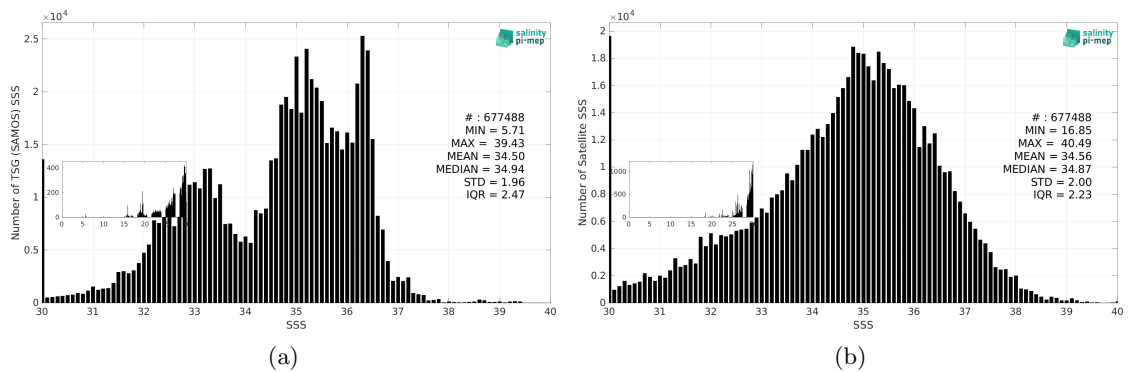 ×10⁴
salinity
pi-mep
Number of TSG (SAMOS) SSS
2.5
2
1.5
1
0.5
0
# : 677488
MIN = 5.71
MAX = 39.43
MEAN = 34.50
MEDIAN = 34.94
STD = 1.96
IQR = 2.47
400
200
0
0 5 10 15 20 25
30 31 32 33 34 35 36 37 38 39 40
SSS
(a)
×10⁴
salinity
pi-mep
Number of Satellite SSS
2
1.8
1.6
1.4
1.2
1
0.8
0.6
0.4
0.2
0
# : 677488
MIN = 16.85
MAX = 40.49
MEAN = 34.56
MEDIAN = 34.87
STD = 2.00
IQR = 2.23
1000
500
0
0 5 10 15 20 25
30 31 32 33 34 35 36 37 38 39 40
SSS
(b)